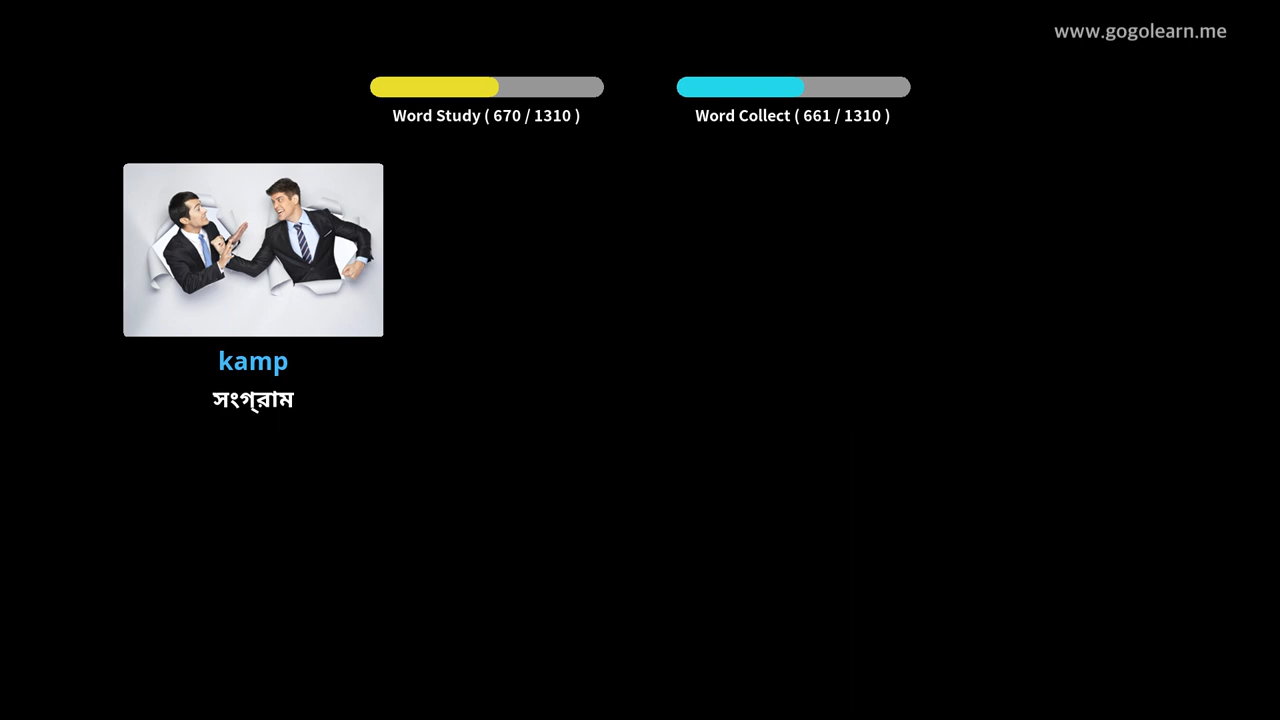 www.gogolearn.me
Word Study ( 670 / 1310 )
Word Collect ( 661 / 1310 )
kamp
সংগ্‌রাম